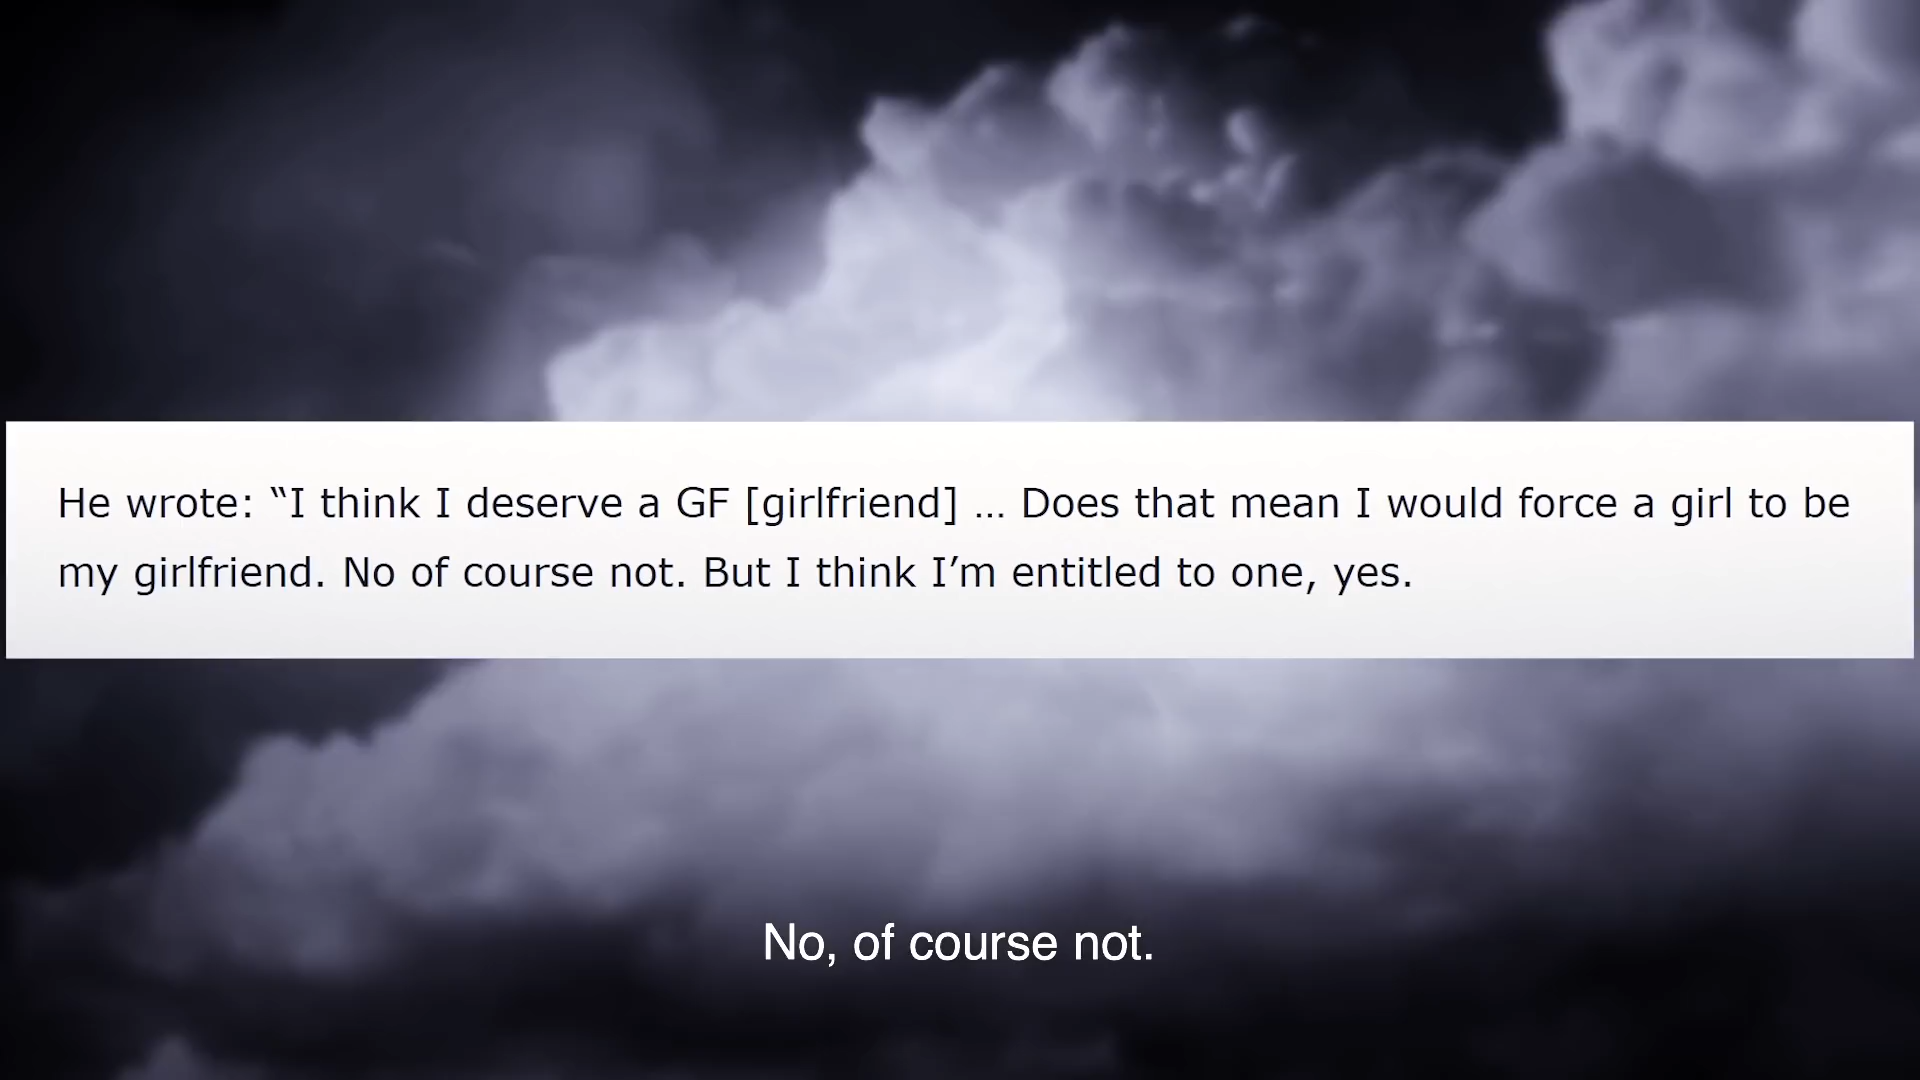 He wrote: “I think I deserve a GF [girlfriend] … Does that mean I would force a girl to be
my girlfriend. No of course not. But I think I’m entitled to one, yes.
No, of course not.